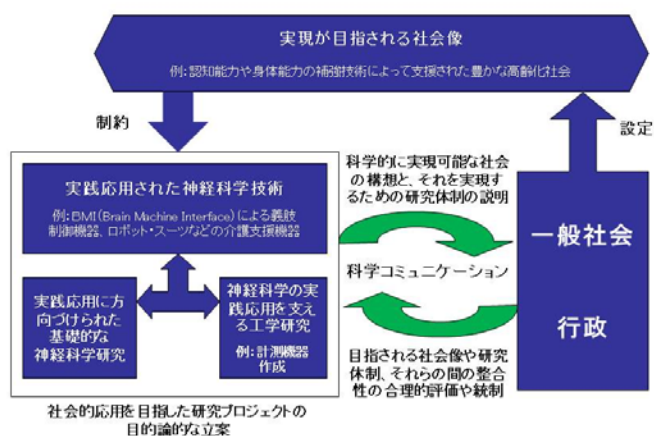 実現が目指される社会像
例：認知能力や身体能力の補強技術によって支援された豊かな高齢化社会
制約
設定
実践応用された神経科学技術
例：BMI（Brain Machine Interface）による義肢
制御機器、ロボット・スーツなどの介護支援機器
実践応用に方
向づけられた
基礎的な
神経科学研究
神経科学の実
践応用を支え
る工学研究
例：計測機器
作成
社会的応用を目指した研究プロジェクトの
目的論的な立案
科学的に実現可能な社会
の構想と、それを実現す
るための研究体制の説明
科学コミュニケーション
目指される社会像や研究
体制、それらの間の整合
性の合理的評価や統制
一般社会
行政